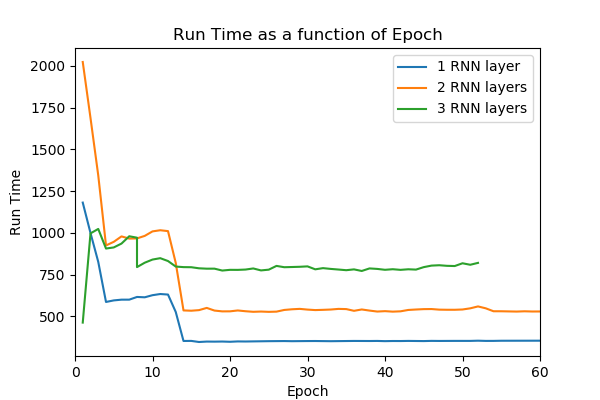 Run Time as a function of Epoch
2000
1750
1500
1250
1000
750
500
Run Time
1 RNN layer
2 RNN layers
3 RNN layers
0
10
20
30
40
50
60
Epoch